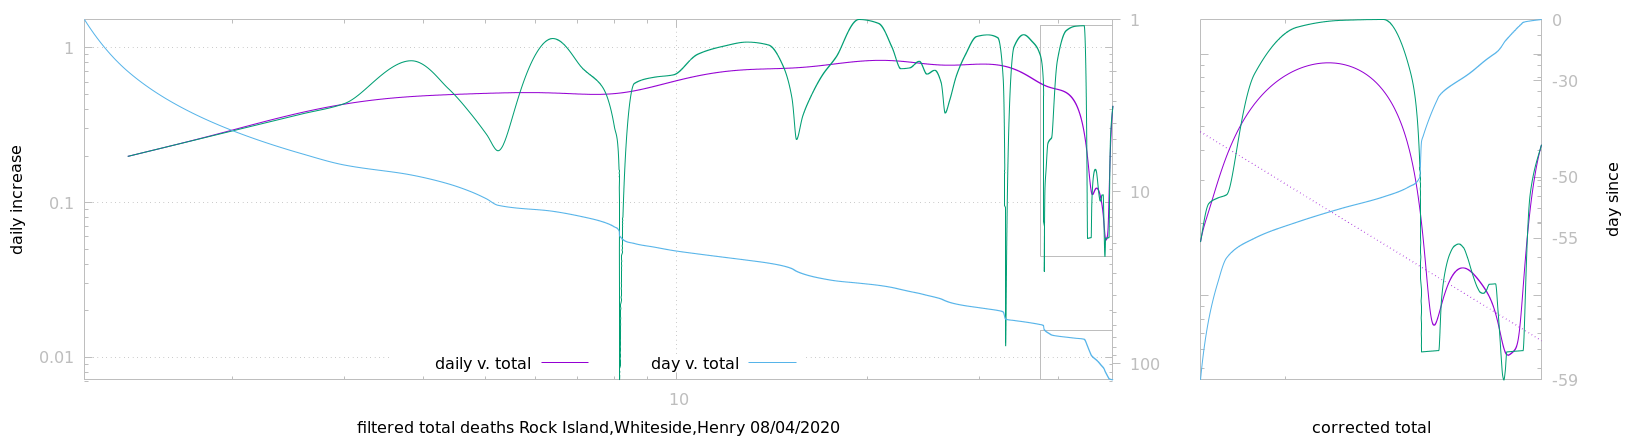 1
0.1
0.01
daily increase
daily v. total
day v. total
10
filtered total deaths Rock Island,Whiteside,Henry 08/04/2020
1
10
100
0
-30
-50
-55
-59
day since
corrected total